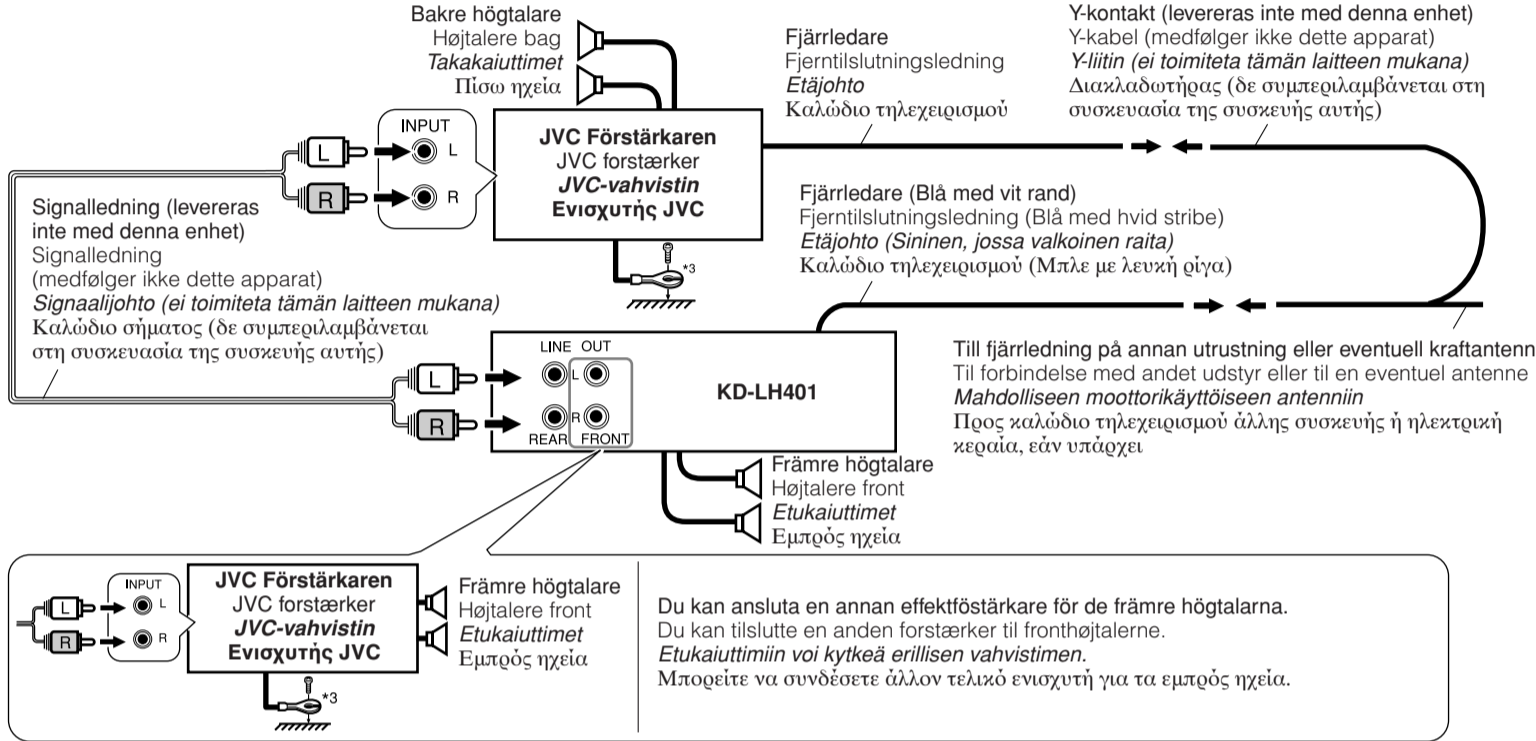 Bakre högtalare
Højtalere bag
Takakaiuttimet
Πίσω ηχεία
Fjärrledare
Fjerntilslutningsledning
Etäjohto
Καλώδιο τηλεχειρισμού
Y-kontakt (levereras inte med denna enhet)
Y-kabel (medfølger ikke dette apparat)
Y-liitin (ei toimiteta tämän laitteen mukana)
Διακλαδωτήρας (δε συμπεριλαμβάνεται στη
συσκευασία της συσκευής αυτής)
INPUT
L
L
R
R
JVC Förstärkaren
JVC forstærker
JVC-vahvistin
Ενισχυτής JVC
*3
Signalledning (levereras
inte med denna enhet)
Signalledning
(medfølger ikke dette apparat)
Signaalijohto (ei toimiteta tämän laitteen mukana)
Καλώδιο σήματος (δε συμπεριλαμβάνεται
στη συσκευασία της συσκευής αυτής)
Fjärrledare (Blå med vit rand)
Fjerntilslutningsledning (Blå med hvid stribe)
Etäjohto (Sininen, jossa valkoinen raita)
Καλώδιο τηλεχειρισμού (Μπλε με λευκή ρίγα)
L
R
LINE OUT
L
R
REAR FRONT
KD-LH401
Till fjärrledning på annan utrustning eller eventuell kraftantenn
Til forbindelse med andet udstyr eller til en eventuel antenne
Mahdolliseen moottorikäyttöiseen antenniin
Προς καλώδιο τηλεχειρισμού άλλης συσκευής ή ηλεκτρική
κεραία, εάν υπάρχει
Främre högtalare
Højtalere front
Etukaiuttimet
Εμπρός ηχεία
INPUT
L
L
R
R
JVC Förstärkaren
JVC forstærker
JVC-vahvistin
Ενισχυτής JVC
*3
Främre högtalare
Højtalere front
Etukaiuttimet
Εμπρός ηχεία
Du kan ansluta en annan effektföstärkare för de främre högtalarna.
Du kan tilslutte en anden forstærker til fronthøjtalerne.
Etukaiuttimiin voi kytkeä erillisen vahvistimen.
Μπορείτε να συνδέσετε άλλον τελικό ενισχυτή για τα εμπρός ηχεία.